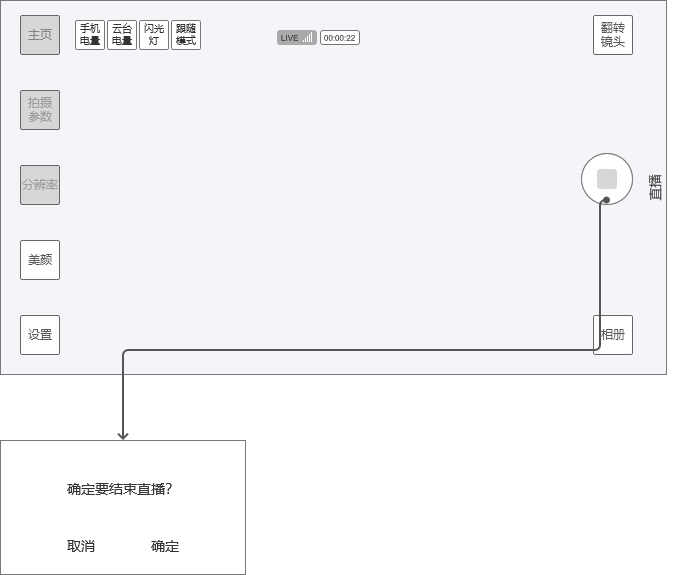 主页
手机
电量
云台
电量
闪光
灯
跟随
模式
LIVE
00:00:22
翻转
镜头
拍摄
参数
分辨率
直播
美颜
设置
相册
确定要结束直播?
取消
确定